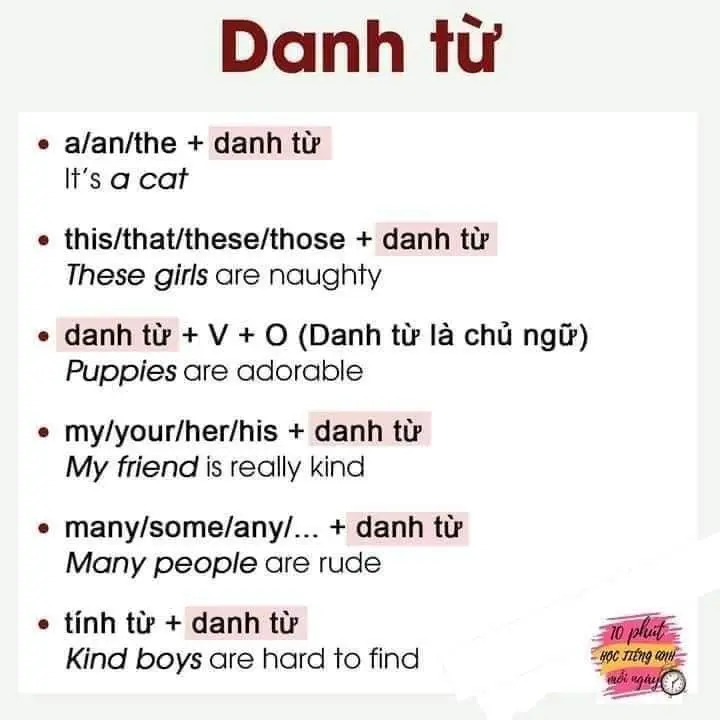 Danh từ
• a/an/the + danh từ
It's a cat
• this/that/these/those + danh từ
These girls are naughty
• danh từ + V + O (Danh từ là chủ ngữ)
Puppies are adorable
• my/your/her/his + danh từ
My friend is really kind
• many/some/any/... + danh từ
Many people are rude
• tính từ + danh từ
Kind boys are hard to find
10 phút
HỌC TIẾNG ANH
mỗi ngày